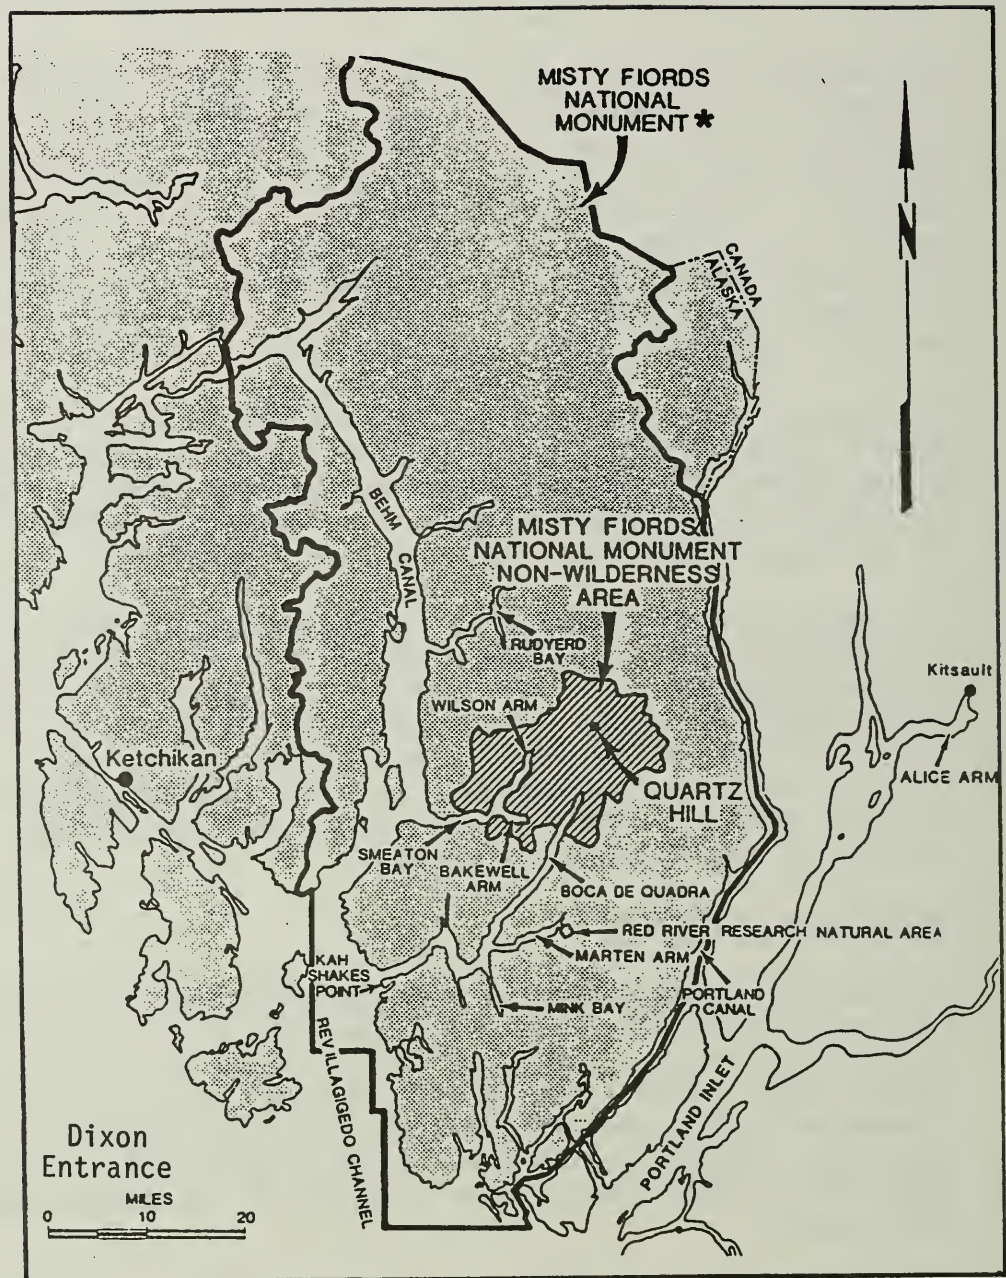 MISTY FIORDS
NATIONAL
MONUMENT *
N
CANADA
ALASKA
BEHM
CANAL
MISTY FIORDS
NATIONAL MONUMENT
NON-WILDERNESS
AREA
RUDYERD
BAY
WILSON ARM
Kitsault
Ketchikan
ALICE ARM
QUARTZ
HILL
SMEATON
BAY
BAKEWELL
ARM
BOCA DE QUADRA
RED RIVER RESEARCH NATURAL AREA
MARTEN ARM
KAH
SHAKES
POINT
PORTLAND
CANAL
MINK BAY
REVILLAGIGEDO CHANNEL
PORTLAND INLET
Dixon
Entrance
MILES
0 10 20